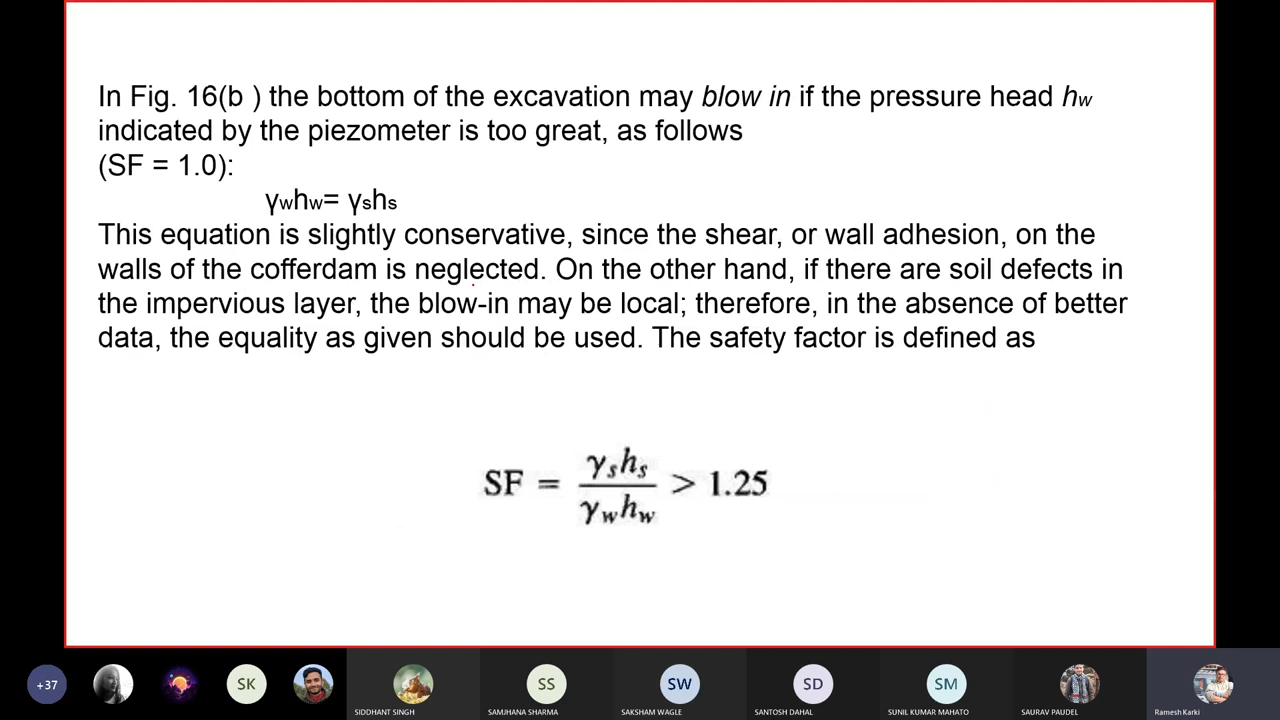 In Fig. 16(b ) the bottom of the excavation may blow in if the pressure head hw
indicated by the piezometer is too great, as follows
(SF = 1.0):
γwhw= γshs
This equation is slightly conservative, since the shear, or wall adhesion, on the
walls of the cofferdam is neglected. On the other hand, if there are soil defects in
the impervious layer, the blow-in may be local; therefore, in the absence of better
data, the equality as given should be used. The safety factor is defined as
SF = γshs / γwhw > 1.25
+37
SK
SIDDHANT SINGH
SS
SAMJHANA SHARMA
SW
SAKSHAM WAGLE
SD
SANTOSH DAHAL
SM
SUNIL KUMAR MAHATO
SAURAV PAUDEL
Ramesh Karki